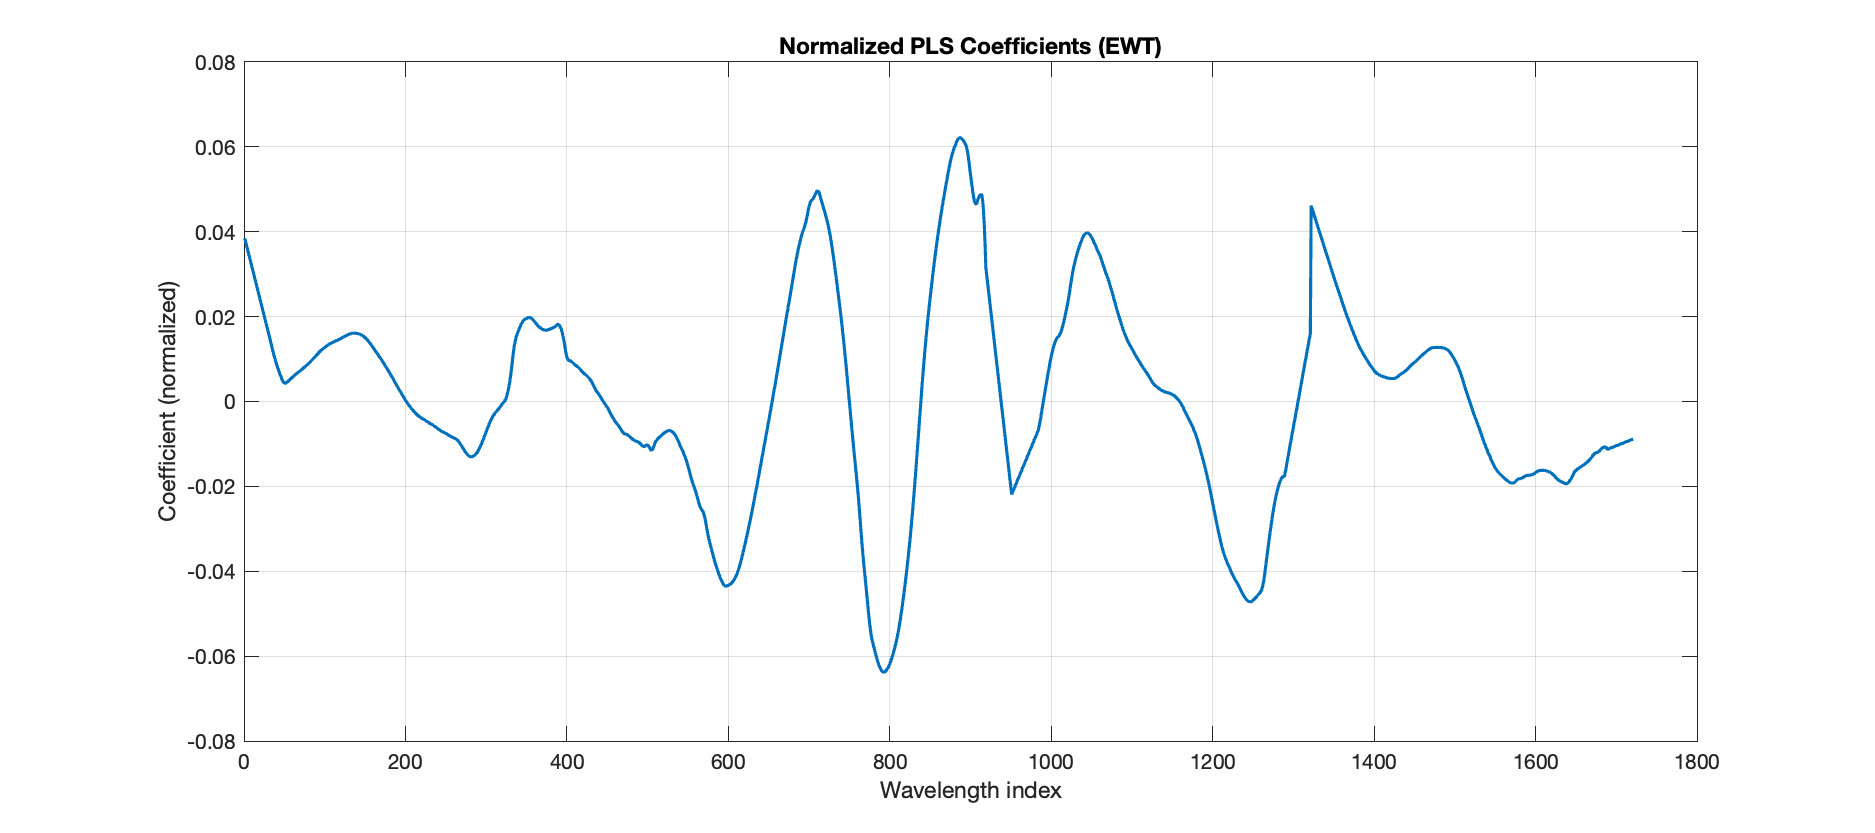 Normalized PLS Coefficients (EWT)
0.08
0.06
0.04
0.02
0
-0.02
-0.04
-0.06
-0.08
Coefficient (normalized)
0 200 400 600 800 1000 1200 1400 1600 1800
Wavelength index